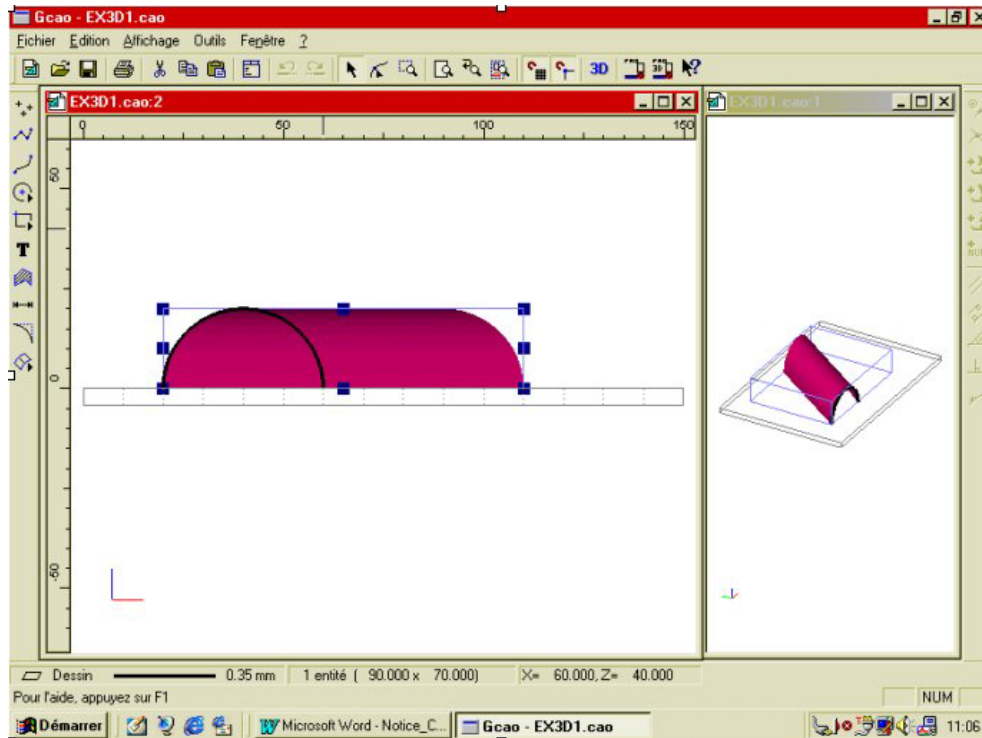 Gcao - EX3D1.cao
Fichier Edition Affichage Outils Fenêtre ?
3D
EX3D1.cao:2
EX3D1.cao:1
0 50 100 150
50
0
-50
T
NUM
Dessin 0.35 mm 1 entité ( 90.000 x 70.000) X= 60.000, Z= 40.000
Pour l'aide, appuyez sur F1
NUM
Démarrer Microsoft Word - Notice_C... Gcao - EX3D1.cao 11:06